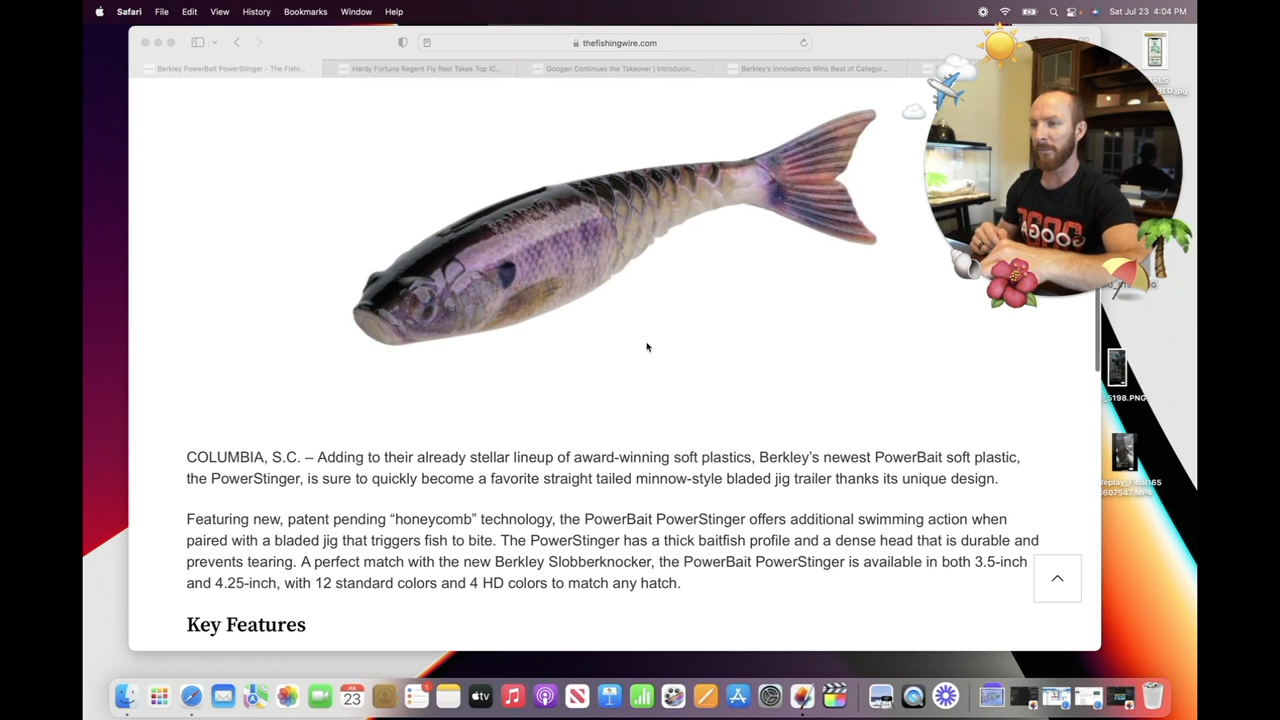 Safari File Edit View History Bookmarks Window Help
Sat Jul 23 4:04 PM
thefishingwire.com
Berkley PowerBait PowerStinger – The Fishi...
Hardy Fortuna Regent Fly Reel Takes Top IC...
Googan Continues the Takeover | Introducin...
Berkley's Innovations Wins Best of Categor...
COLUMBIA, S.C. – Adding to their already stellar lineup of award-winning soft plastics, Berkley's newest PowerBait soft plastic,
the PowerStinger, is sure to quickly become a favorite straight tailed minnow-style bladed jig trailer thanks its unique design.
Featuring new, patent pending “honeycomb” technology, the PowerBait PowerStinger offers additional swimming action when
paired with a bladed jig that triggers fish to bite. The PowerStinger has a thick baitfish profile and a dense head that is durable and
prevents tearing. A perfect match with the new Berkley Slobberknocker, the PowerBait PowerStinger is available in both 3.5-inch
and 4.25-inch, with 12 standard colors and 4 HD colors to match any hatch.
Key Features
5198.PNG
Replay_Final165
607547.MP4
23
tv